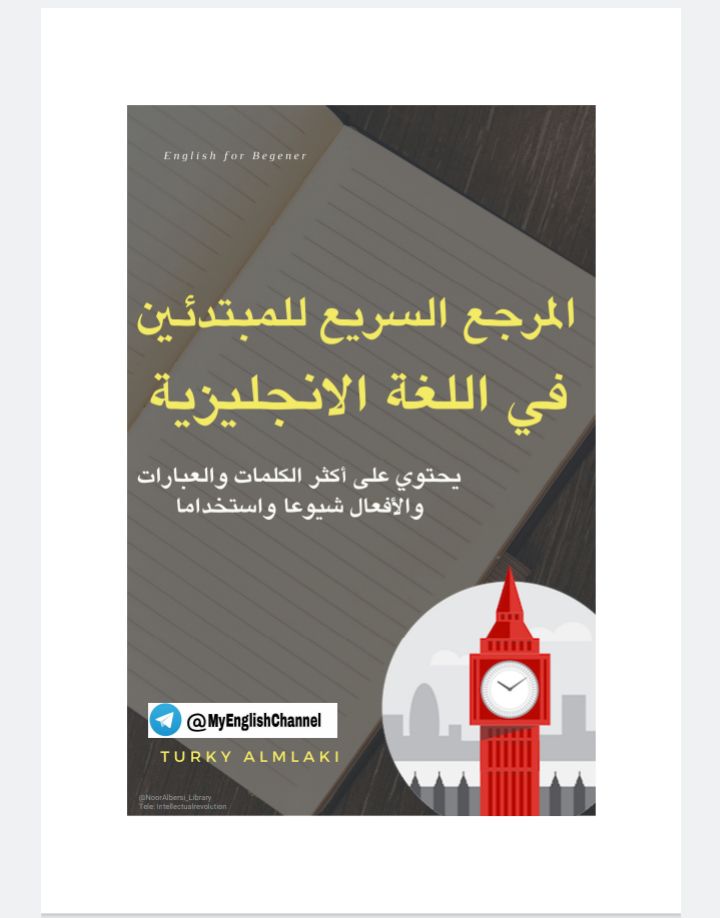 English for Begener
المرجع السريع للمبتدئين
في اللغة الانجليزية
يحتوي على أكثر الكلمات والعبارات
والأفعال شيوعا واستخداما
@MyEnglishChannel
TURKY ALMLAKI
@NoorAlbersi_Library
Tele: Intellectualrevolction